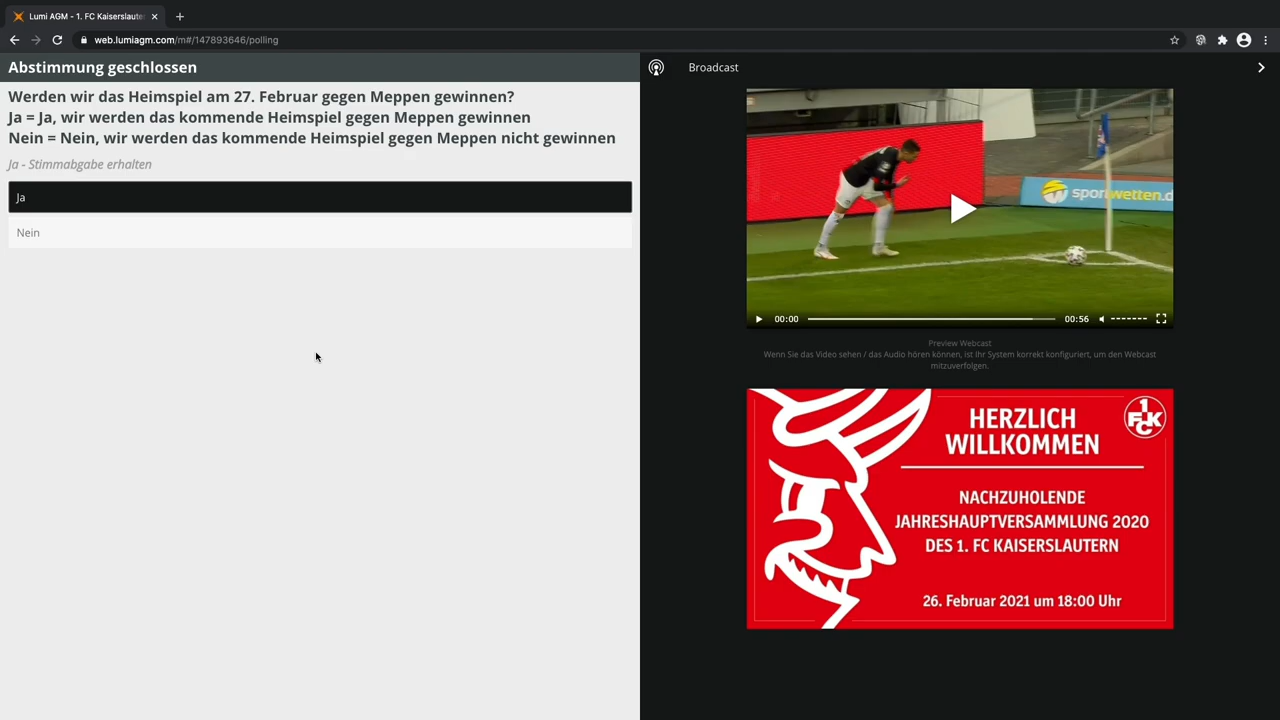 Lumi AGM - 1. FC Kaiserslaute
web.lumiagm.com/m#/147893646/polling
Abstimmung geschlossen
Werden wir das Heimspiel am 27. Februar gegen Meppen gewinnen?
Ja = Ja, wir werden das kommende Heimspiel gegen Meppen gewinnen
Nein = Nein, wir werden das kommende Heimspiel gegen Meppen nicht gewinnen
Ja - Stimmabgabe erhalten
Ja
Nein
Broadcast
sportwetten.d
00:00
00:56
Preview Webcast
Wenn Sie das Video sehen / das Audio hören können, ist Ihr System korrekt konfiguriert, um den Webcast
mitzuverfolgen.
HERZLICH
WILLKOMMEN
1
FCK
NACHZUHOLENDE
JAHRESHAUPTVERSAMMLUNG 2020
DES 1. FC KAISERSLAUTERN
26. Februar 2021 um 18:00 Uhr